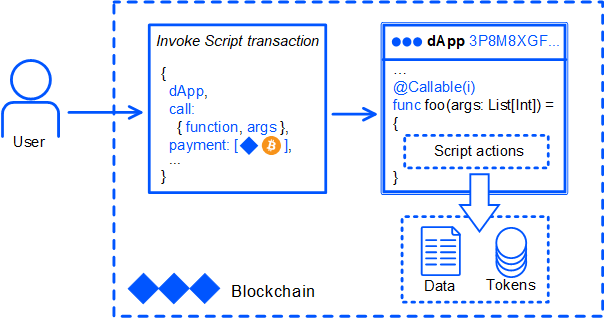 User
Invoke Script transaction
{
dApp,
call:
{ function, args },
payment: [ ],
...
}
dApp 3P8M8XGF...
...
@Callable(i)
func foo(args: List[Int]) =
{
Script actions
}
Data
Tokens
Blockchain